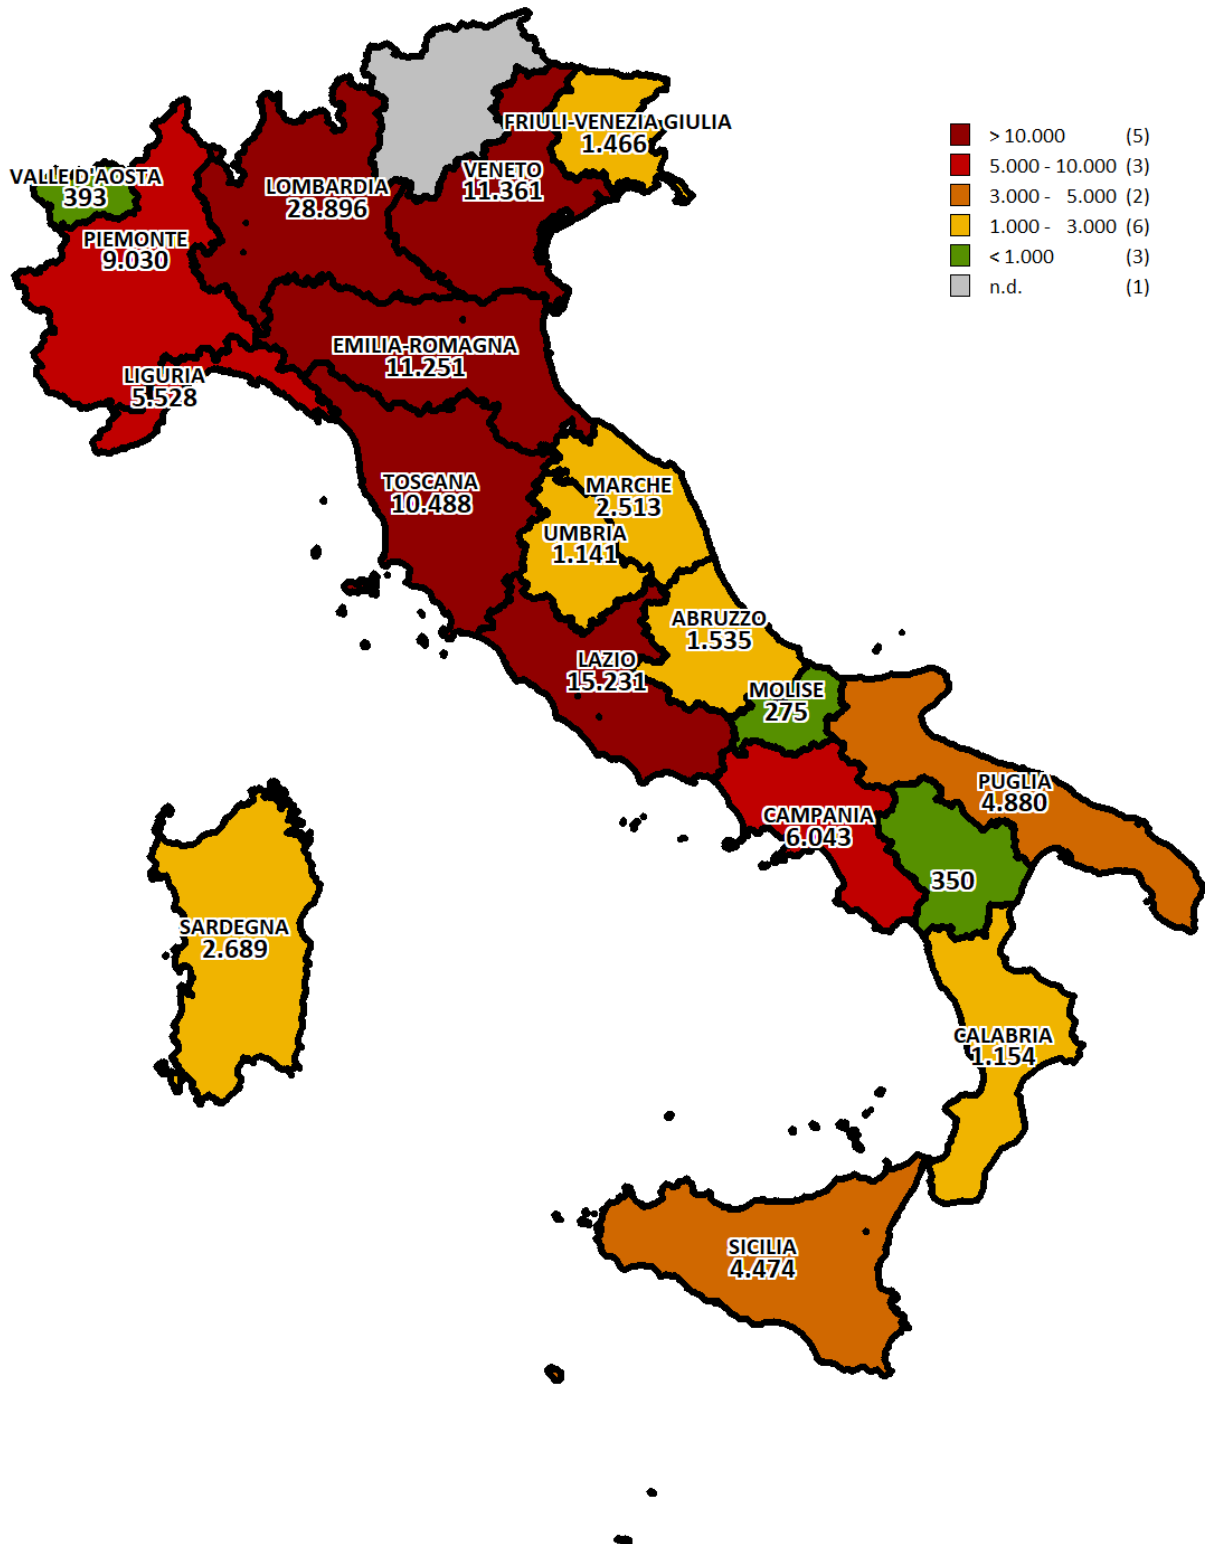 FRIULI-VENEZIA GIULIA
1.466
> 10.000 (5)
5.000 - 10.000 (3)
3.000 - 5.000 (2)
1.000 - 3.000 (6)
< 1.000 (3)
n.d. (1)
VALLE D'AOSTA
393
LOMBARDIA
28.896
VENETO
11.361
PIEMONTE
9.030
EMILIA-ROMAGNA
11.251
LIGURIA
5.528
TOSCANA
10.488
MARCHE
2.513
UMBRIA
1.141
ABRUZZO
1.535
LAZIO
15.231
MOLISE
275
PUGLIA
4.880
CAMPANIA
6.043
350
SARDEGNA
2.689
CALABRIA
1.154
SICILIA
4.474